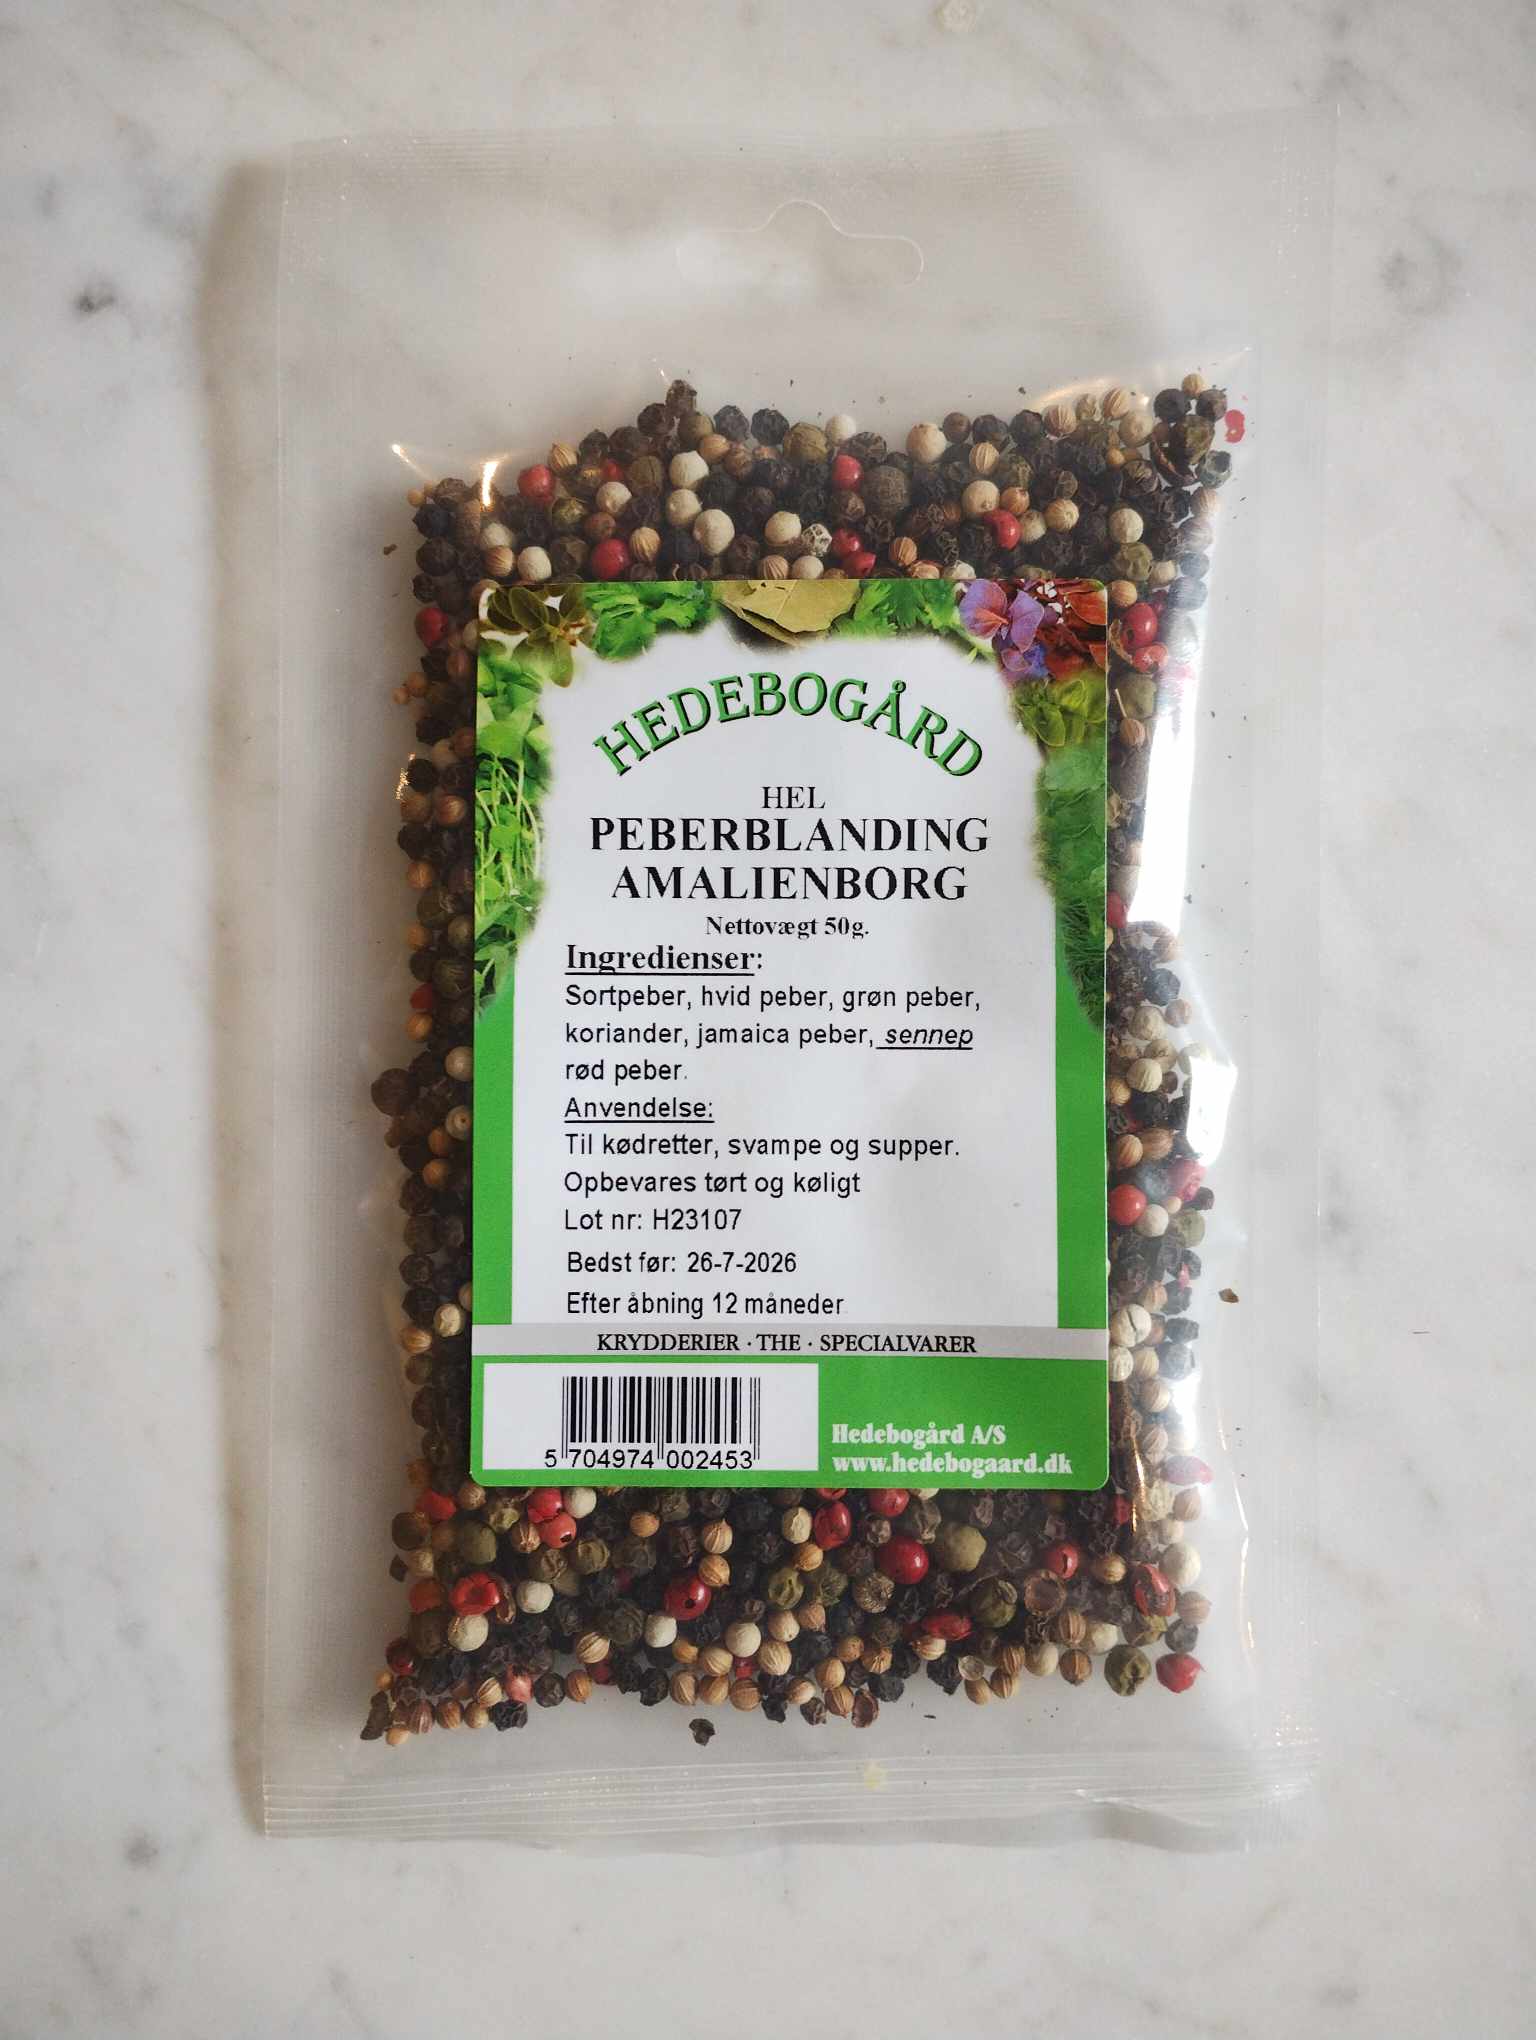 HEDEBOGÅRD
HEL
PEBERBLANDING
AMALIENBORG
Nettovægt 50g.
Ingredienser:
Sortpeber, hvid peber, grøn peber,
koriander, jamaica peber, sennep
rød peber.
Anvendelse:
Til kødretter, svampe og supper.
Opbevares tørt og køligt
Lot nr: H23107
Bedst før: 26-7-2026
Efter åbning 12 måneder
KRYDDERIER · THE · SPECIALVARER
5 704974 002453
Hedebogård A/S
www.hedebogaard.dk